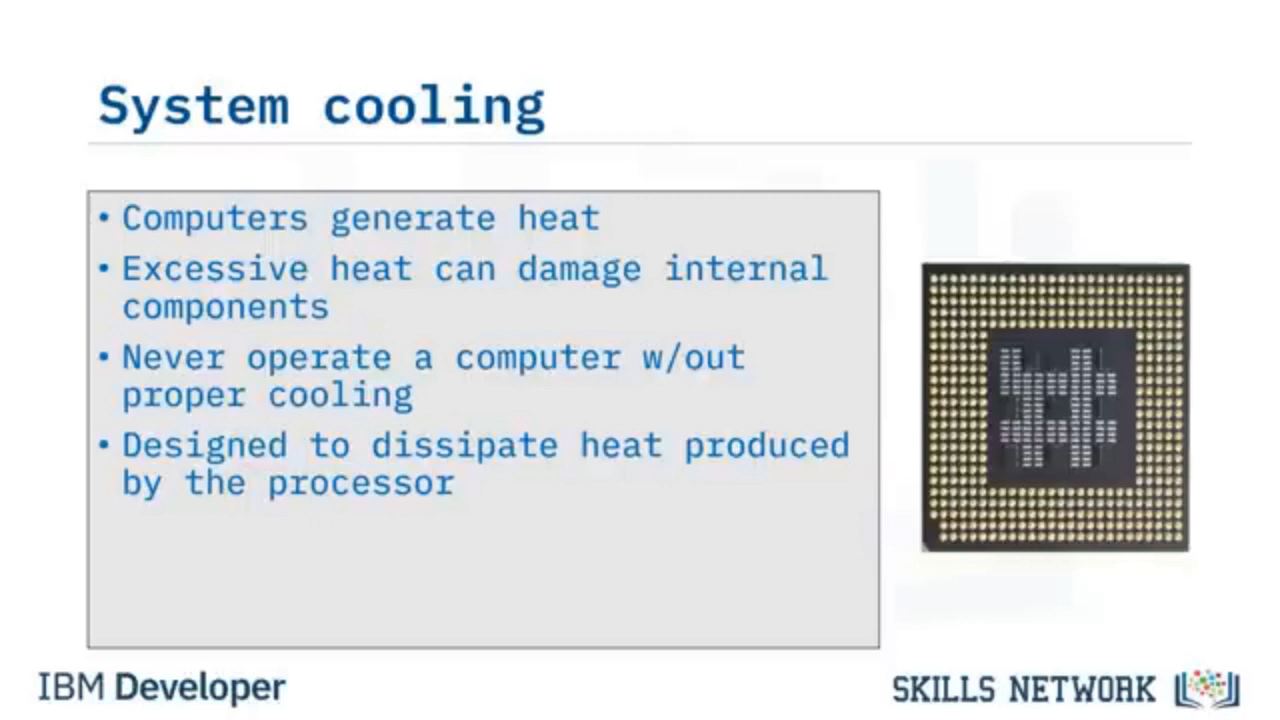 System cooling
• Computers generate heat
• Excessive heat can damage internal
components
• Never operate a computer w/out
proper cooling
• Designed to dissipate heat produced
by the processor
IBM Developer
SKILLS NETWORK